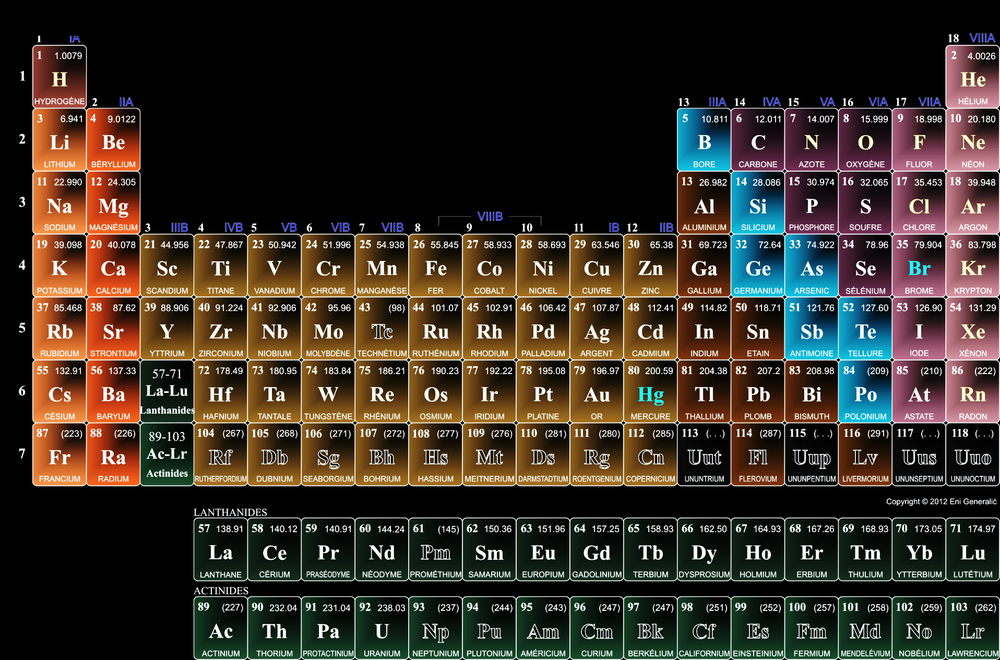 1 IA 18 VIIIA
1 1.0079 2 4.0026
1 H He
HYDROGÈNE 2 IIA 13 IIIA 14 IVA 15 VA 16 VIA 17 VIIA HÉLIUM
3 6.941 4 9.0122 5 10.811 6 12.011 7 14.007 8 15.999 9 18.998 10 20.180
2 Li Be B C N O F Ne
LITHIUM BÉRYLLIUM BORE CARBONE AZOTE OXYGÈNE FLUOR NÉON
11 22.990 12 24.305 13 26.982 14 28.086 15 30.974 16 32.065 17 35.453 18 39.948
3 Na Mg Al Si P S Cl Ar
VIIIB
SODIUM MAGNÉSIUM 3 IIIB 4 IVB 5 VB 6 VIB 7 VIIB 8 9 10 11 IB 12 IIB ALUMINIUM SILICIUM PHOSPHORE SOUFRE CHLORE ARGON
19 39.098 20 40.078 21 44.956 22 47.867 23 50.942 24 51.996 25 54.938 26 55.845 27 58.933 28 58.693 29 63.546 30 65.38 31 69.723 32 72.64 33 74.922 34 78.96 35 79.904 36 83.798
4 K Ca Sc Ti V Cr Mn Fe Co Ni Cu Zn Ga Ge As Se Br Kr
POTASSIUM CALCIUM SCANDIUM TITANE VANADIUM CHROME MANGANÈSE FER COBALT NICKEL CUIVRE ZINC GALLIUM GERMANIUM ARSENIC SÉLÉNIUM BROME KRYPTON
37 85.468 38 87.62 39 88.906 40 91.224 41 92.906 42 95.96 43 (98) 44 101.07 45 102.91 46 106.42 47 107.87 48 112.41 49 114.82 50 118.71 51 121.76 52 127.60 53 126.90 54 131.29
5 Rb Sr Y Zr Nb Mo Tc Ru Rh Pd Ag Cd In Sn Sb Te I Xe
RUBIDIUM STRONTIUM YTTRIUM ZIRCONIUM NIOBIUM MOLYBDÈNE TECHNÉTIUM RUTHÉNIUM RHODIUM PALLADIUM ARGENT CADMIUM INDIUM ETAIN ANTIMOINE TELLURE IODE XÉNON
55 132.91 56 137.33 57-71 72 178.49 73 180.95 74 183.84 75 186.21 76 190.23 77 192.22 78 195.08 79 196.97 80 200.59 81 204.38 82 207.2 83 208.98 84 (209) 85 (210) 86 (222)
6 Cs Ba La-Lu Hf Ta W Re Os Ir Pt Au Hg Tl Pb Bi Po At Rn
CÉSIUM BARYUM Lanthanides HAFNIUM TANTALE TUNGSTÈNE RHÉNIUM OSMIUM IRIDIUM PLATINE OR MERCURE THALLIUM PLOMB BISMUTH POLONIUM ASTATE RADON
87 (223) 88 (226) 89-103 104 (267) 105 (268) 106 (271) 107 (272) 108 (277) 109 (276) 110 (281) 111 (280) 112 (285) 113 (. . .) 114 (287) 115 (. . .) 116 (291) 117 (. . .) 118 (. . .)
7 Fr Ra Ac-Lr Rf Db Sg Bh Hs Mt Ds Rg Cn Uut Fl Uup Lv Uus Uuo
FRANCIUM RADIUM Actinides RUTHERFORDIUM DUBNIUM SEABORGIUM BOHRIUM HASSIUM MEITNERIUM DARMSTADTIUM ROENTGENIUM COPERNICIUM UNUNTRIUM FLEROVIUM UNUNPENTIUM LIVERMORIUM UNUNSEPTIUM UNUNOCTIUM
Copyright © 2012 Eni Generalić
LANTHANIDES
57 138.91 58 140.12 59 140.91 60 144.24 61 (145) 62 150.36 63 151.96 64 157.25 65 158.93 66 162.50 67 164.93 68 167.26 69 168.93 70 173.05 71 174.97
La Ce Pr Nd Pm Sm Eu Gd Tb Dy Ho Er Tm Yb Lu
LANTHANE CÉRIUM PRASÉODYME NÉODYME PROMÉTHIUM SAMARIUM EUROPIUM GADOLINIUM TERBIUM DYSPROSIUM HOLMIUM ERBIUM THULIUM YTTERBIUM LUTÉTIUM
ACTINIDES
89 (227) 90 232.04 91 231.04 92 238.03 93 (237) 94 (244) 95 (243) 96 (247) 97 (247) 98 (251) 99 (252) 100 (257) 101 (258) 102 (259) 103 (262)
Ac Th Pa U Np Pu Am Cm Bk Cf Es Fm Md No Lr
ACTINIUM THORIUM PROTACTINIUM URANIUM NEPTUNIUM PLUTONIUM AMÉRICIUM CURIUM BERKÉLIUM CALIFORNIUM EINSTEINIUM FERMIUM MENDELÉVIUM NOBÉLIUM LAWRENCIUM